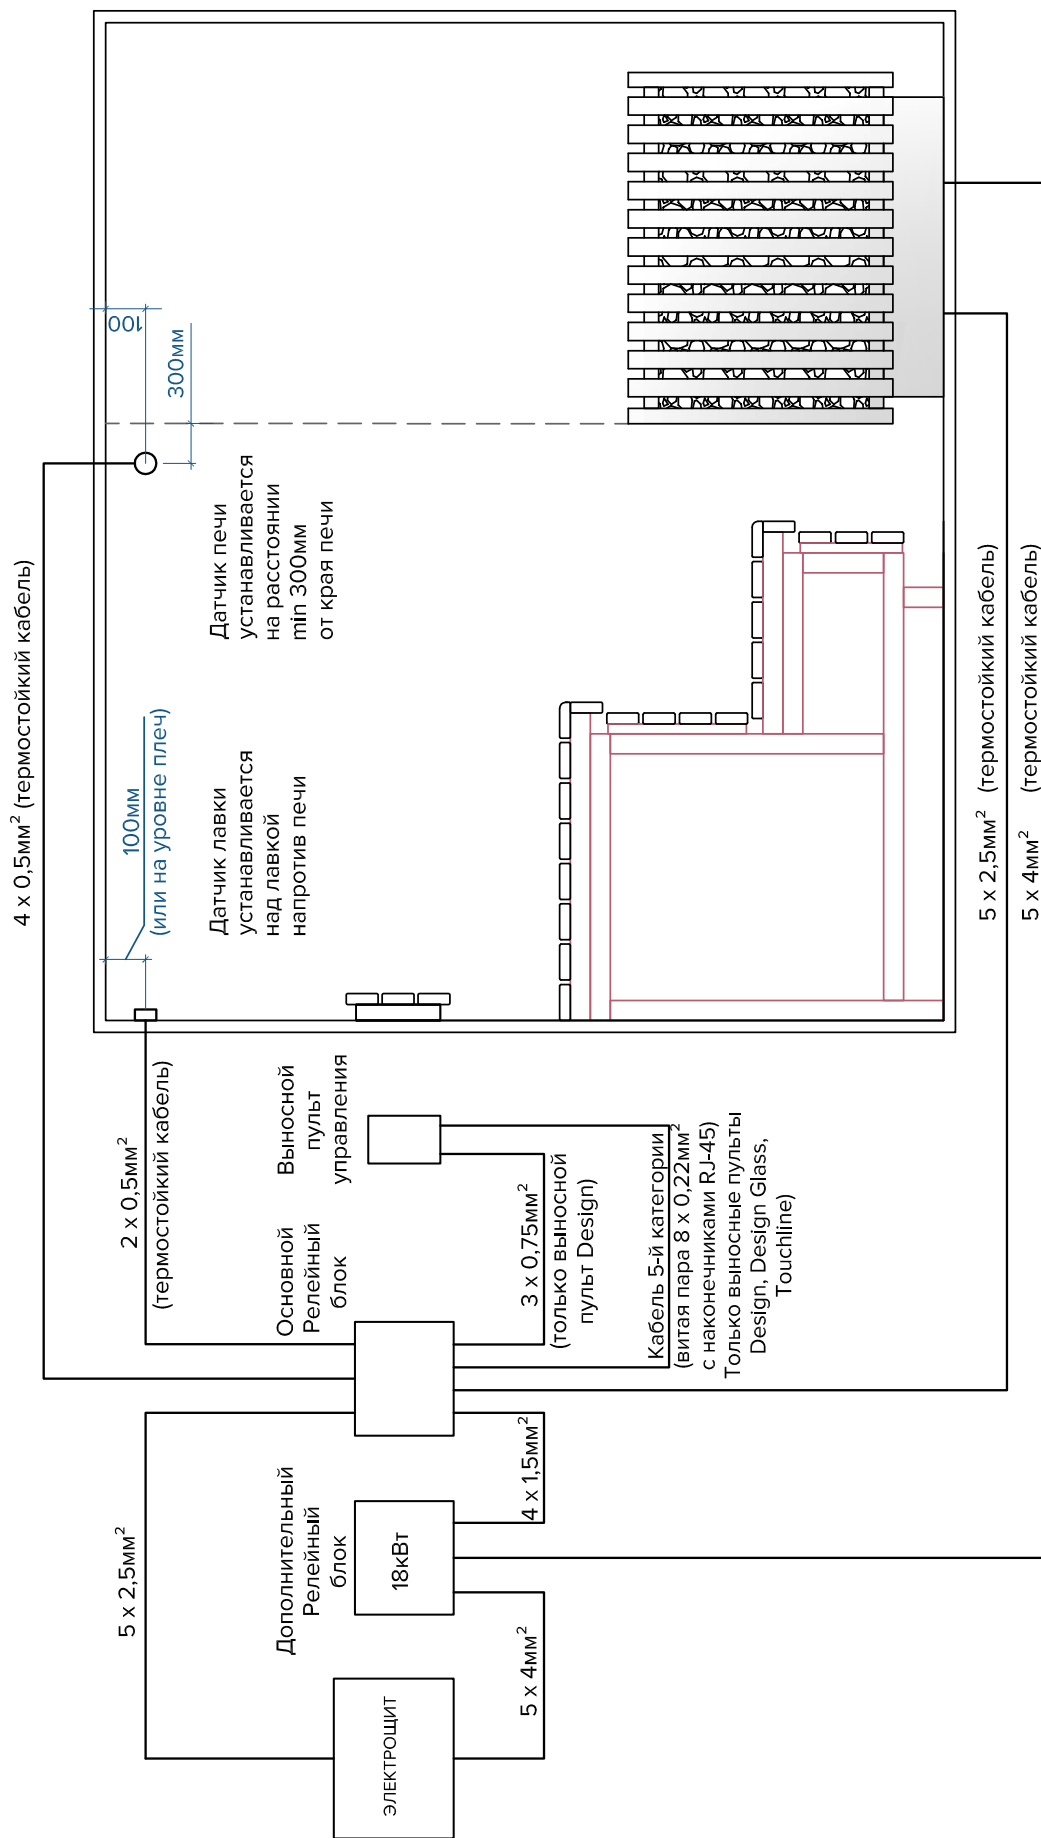 4 x 0,5мм² (термостойкий кабель)
100мм
(или на уровне плеч)
100
300мм
Датчик лавки
устанавливается
над лавкой
напротив печи
Датчик печи
устанавливается
на расстоянии
min 300мм
от края печи
5 x 2,5мм²
2 x 0,5мм²
(термостойкий кабель)
Дополнительный
Релейный
блок
Основной
Релейный
блок
Выносной
пульт
управления
ЭЛЕКТРОЩИТ
18кВт
5 x 4мм²
4 x 1,5мм²
3 x 0,75мм²
(только выносной
пульт Design)
Кабель 5-й категории
(витая пара 8 x 0,22мм²
с наконечниками RJ-45)
Только выносные пульты
Design, Design Glass,
Touchline)
5 x 2,5мм² (термостойкий кабель)
5 x 4мм² (термостойкий кабель)